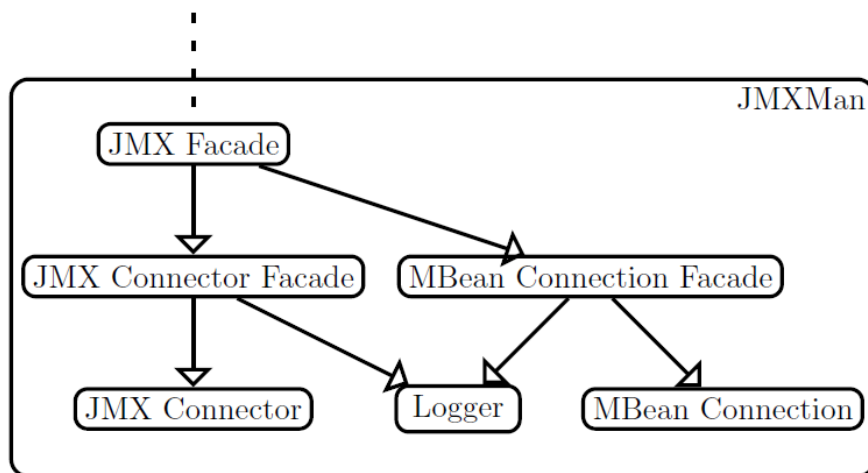 JMXMan
JMX Facade
JMX Connector Facade
MBean Connection Facade
JMX Connector
Logger
MBean Connection